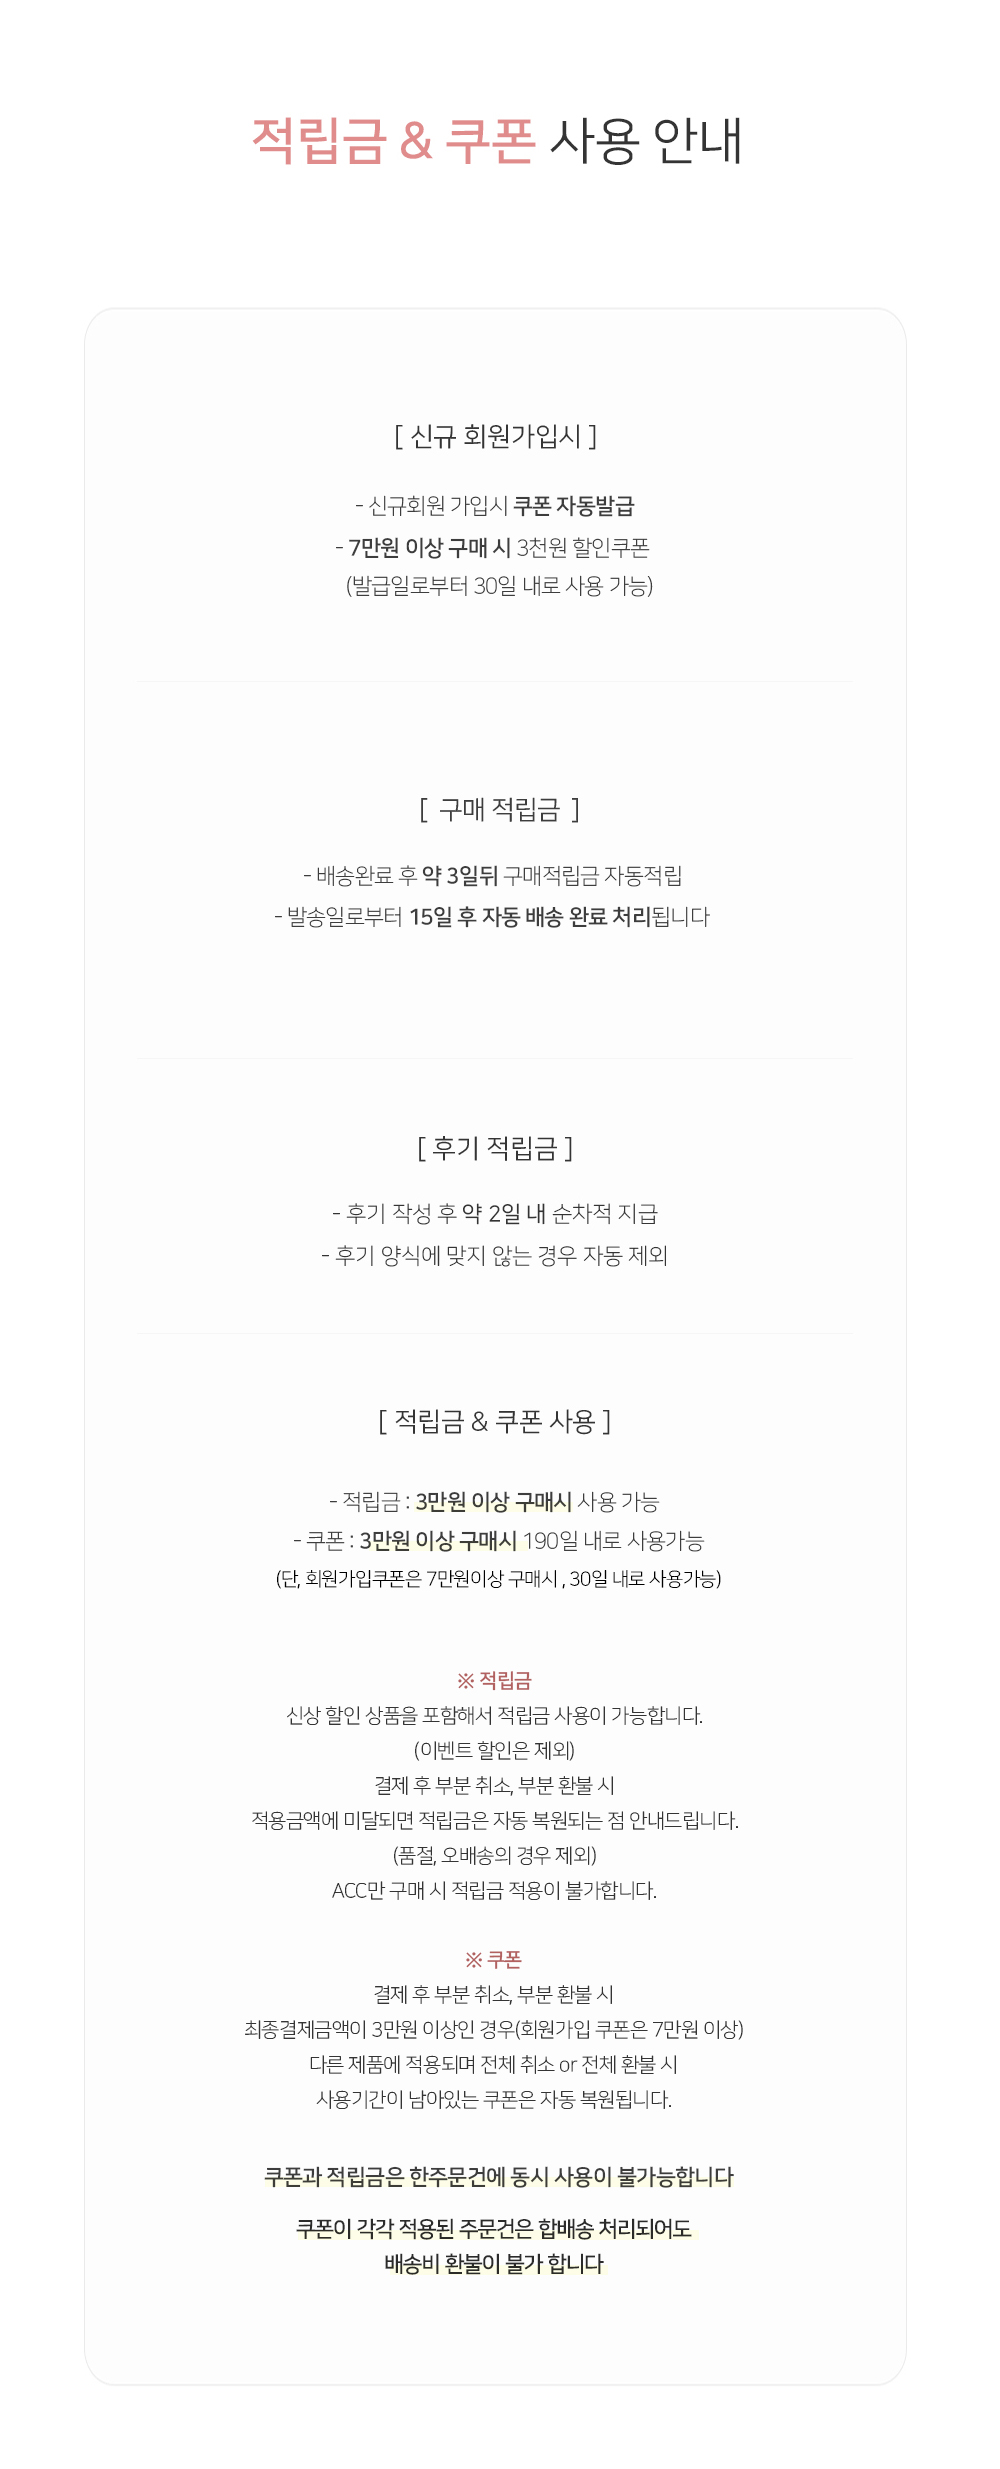 적립금 & 쿠폰 사용 안내
[ 신규 회원가입시 ]
- 신규회원 가입시 쿠폰 자동발급
- 7만원 이상 구매 시 3천원 할인쿠폰
(발급일로부터 30일 내로 사용 가능)
[ 구매 적립금 ]
- 배송완료 후 약 3일뒤 구매적립금 자동적립
- 발송일로부터 15일 후 자동 배송 완료 처리됩니다
[ 후기 적립금 ]
- 후기 작성 후 약 2일 내 순차적 지급
- 후기 양식에 맞지 않는 경우 자동 제외
[ 적립금 & 쿠폰 사용 ]
- 적립금 : 3만원 이상 구매시 사용 가능
- 쿠폰 : 3만원 이상 구매시 190일 내로 사용가능
(단, 회원가입쿠폰은 7만원이상 구매시 , 30일 내로 사용가능)
※ 적립금
신상 할인 상품을 포함해서 적립금 사용이 가능합니다.
(이벤트 할인은 제외)
결제 후 부분 취소, 부분 환불 시
적용금액에 미달되면 적립금은 자동 복원되는 점 안내드립니다.
(품절, 오배송의 경우 제외)
ACC만 구매 시 적립금 적용이 불가합니다.
※ 쿠폰
결제 후 부분 취소, 부분 환불 시
최종결제금액이 3만원 이상인 경우(회원가입 쿠폰은 7만원 이상)
다른 제품에 적용되며 전체 취소 or 전체 환불 시
사용기간이 남아있는 쿠폰은 자동 복원됩니다.
쿠폰과 적립금은 한주문건에 동시 사용이 불가능합니다
쿠폰이 각각 적용된 주문건은 합배송 처리되어도
배송비 환불이 불가 합니다